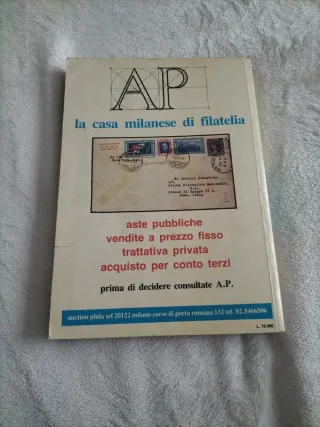 AP
la casa milanese di filatelia
aste pubbliche
vendite a prezzo fisso
trattativa privata
acquisto per conto terzi
prima di decidere consultate A.P.
auction phila srl 20122 milano corso di porta romana 132 tel. 02.5466506
L. 10.000